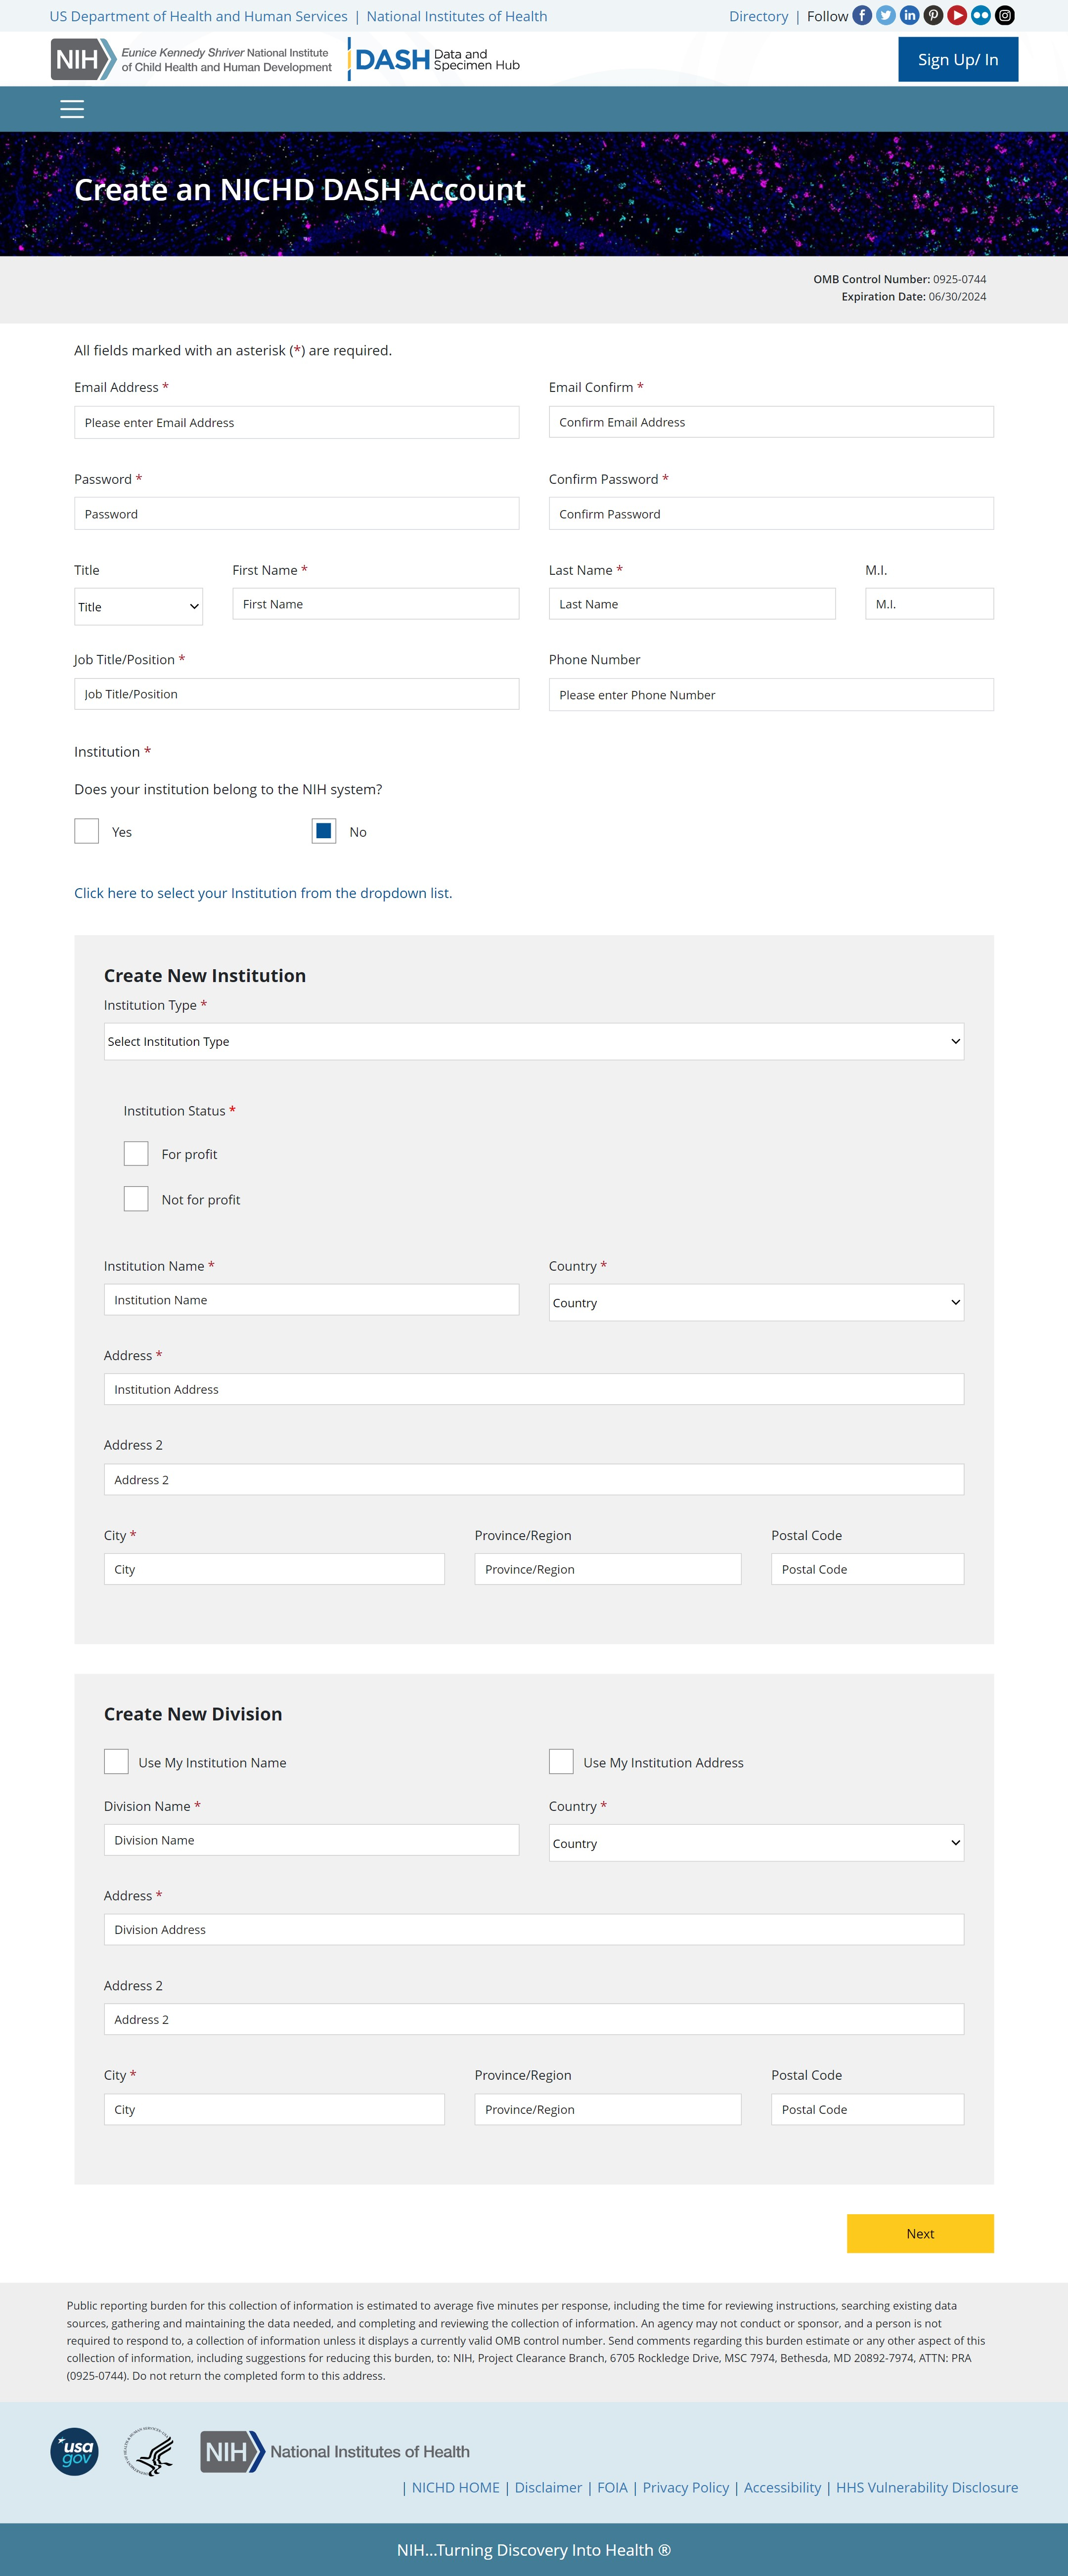 US Department of Health and Human Services | National Institutes of Health
Directory | Follow
NIH Eunice Kennedy Shriver National Institute
of Child Health and Human Development
DASH Data and
Specimen Hub
Sign Up/ In
Create an NICHD DASH Account
OMB Control Number: 0925-0744
Expiration Date: 06/30/2024
All fields marked with an asterisk (*) are required.
Email Address * Email Confirm *
Please enter Email Address Confirm Email Address
Password * Confirm Password *
Password Confirm Password
Title First Name * Last Name * M.I.
Title First Name Last Name M.I.
Job Title/Position * Phone Number
Job Title/Position Please enter Phone Number
Institution *
Does your institution belong to the NIH system?
Yes No
Click here to select your Institution from the dropdown list.
Create New Institution
Institution Type *
Select Institution Type
Institution Status *
For profit
Not for profit
Institution Name * Country *
Institution Name Country
Address *
Institution Address
Address 2
Address 2
City * Province/Region Postal Code
City Province/Region Postal Code
Create New Division
Use My Institution Name Use My Institution Address
Division Name * Country *
Division Name Country
Address *
Division Address
Address 2
Address 2
City * Province/Region Postal Code
City Province/Region Postal Code
Next
Public reporting burden for this collection of information is estimated to average five minutes per response, including the time for reviewing instructions, searching existing data
sources, gathering and maintaining the data needed, and completing and reviewing the collection of information. An agency may not conduct or sponsor, and a person is not
required to respond to, a collection of information unless it displays a currently valid OMB control number. Send comments regarding this burden estimate or any other aspect of this
collection of information, including suggestions for reducing this burden, to: NIH, Project Clearance Branch, 6705 Rockledge Drive, MSC 7974, Bethesda, MD 20892-7974, ATTN: PRA
(0925-0744). Do not return the completed form to this address.
usa
gov
NIH National Institutes of Health
| NICHD HOME | Disclaimer | FOIA | Privacy Policy | Accessibility | HHS Vulnerability Disclosure
NIH...Turning Discovery Into Health ®